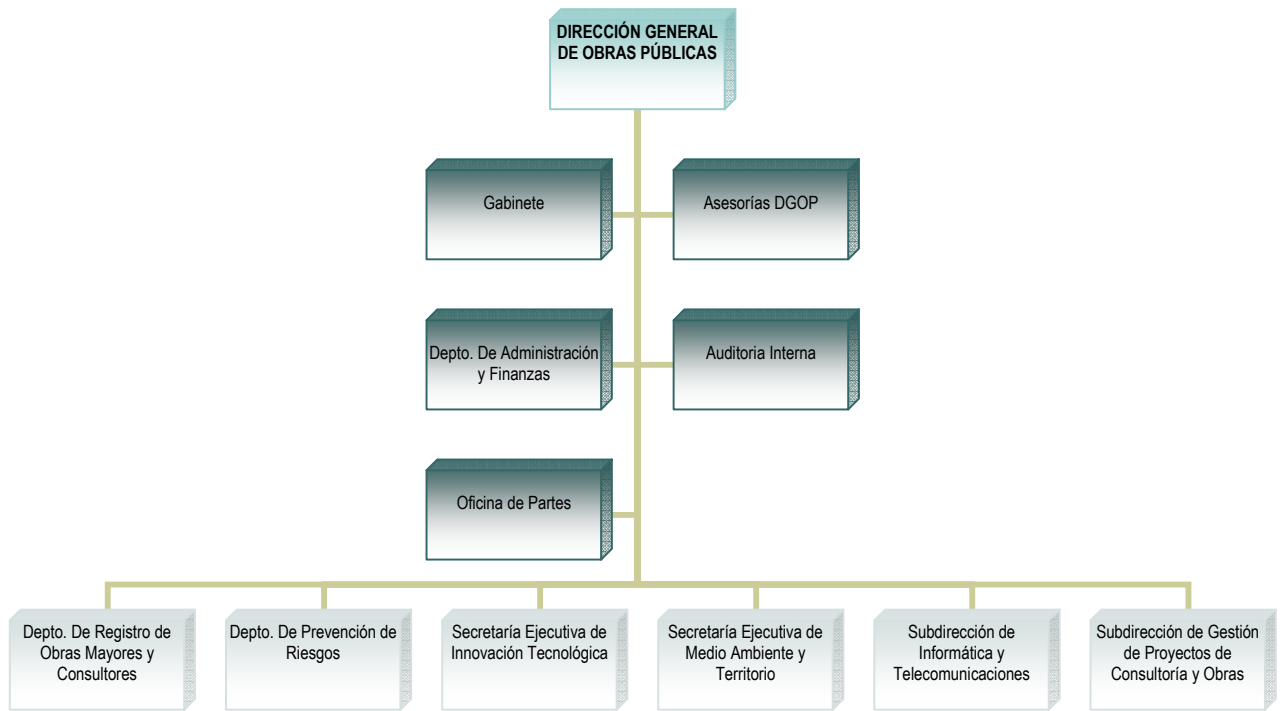 DIRECCIÓN GENERAL
DE OBRAS PÚBLICAS
Gabinete
Asesorías DGOP
Depto. De Administración
y Finanzas
Auditoria Interna
Oficina de Partes
Depto. De Registro de
Obras Mayores y
Consultores
Depto. De Prevención de
Riesgos
Secretaría Ejecutiva de
Innovación Tecnológica
Secretaría Ejecutiva de
Medio Ambiente y
Territorio
Subdirección de
Informática y
Telecomunicaciones
Subdirección de Gestión
de Proyectos de
Consultoría y Obras